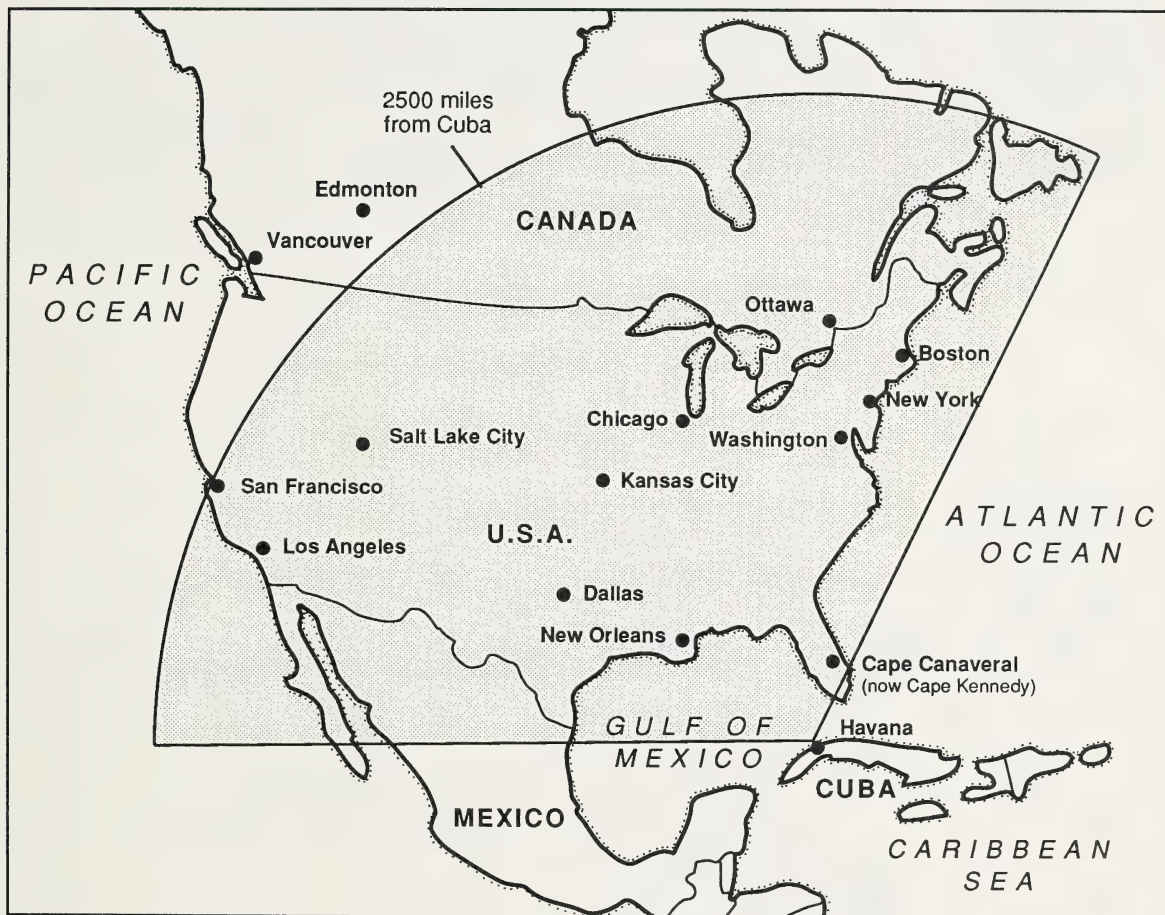 2500 miles
from Cuba
Edmonton
CANADA
Vancouver
PACIFIC
OCEAN
Ottawa
Boston
New York
Chicago
Washington
Salt Lake City
Kansas City
San Francisco
U.S.A.
ATLANTIC
OCEAN
Los Angeles
Dallas
New Orleans
Cape Canaveral
(now Cape Kennedy)
GULF OF
MEXICO
Havana
CUBA
MEXICO
CARIBBEAN
SEA